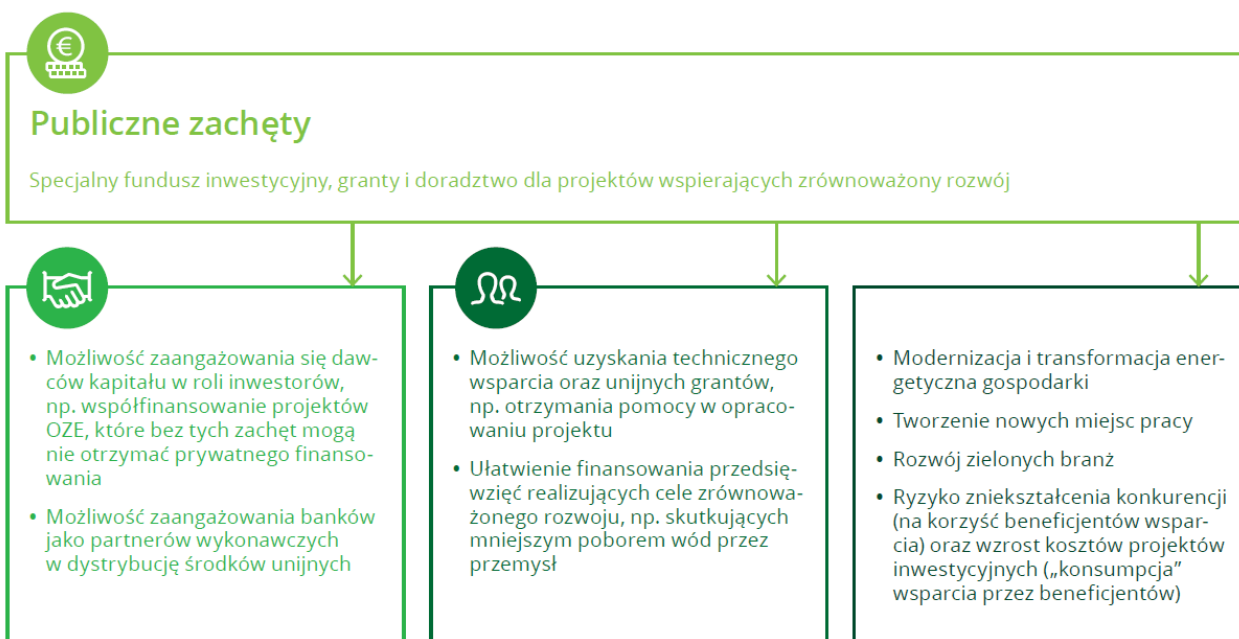 Publiczne zachęty
Specjalny fundusz inwestycyjny, granty i doradztwo dla projektów wspierających zrównoważony rozwój
• Możliwość zaangażowania się daw-
ców kapitału w roli inwestorów,
np. współfinansowanie projektów
OZE, które bez tych zachęt mogą
nie otrzymać prywatnego finanso-
wania
• Możliwość zaangażowania banków
jako partnerów wykonawczych
w dystrybucję środków unijnych
• Możliwość uzyskania technicznego
wsparcia oraz unijnych grantów,
np. otrzymania pomocy w opraco-
waniu projektu
• Ułatwienie finansowania przedsię-
wzięć realizujących cele zrównowa-
żonego rozwoju, np. skutkujących
mniejszym poborem wód przez
przemysł
• Modernizacja i transformacja ener-
getyczna gospodarki
• Tworzenie nowych miejsc pracy
• Rozwój zielonych branż
• Ryzyko zniekształcenia konkurencji
(na korzyść beneficjentów wspar-
cia) oraz wzrost kosztów projektów
inwestycyjnych („konsumpcja”
wsparcia przez beneficjentów)